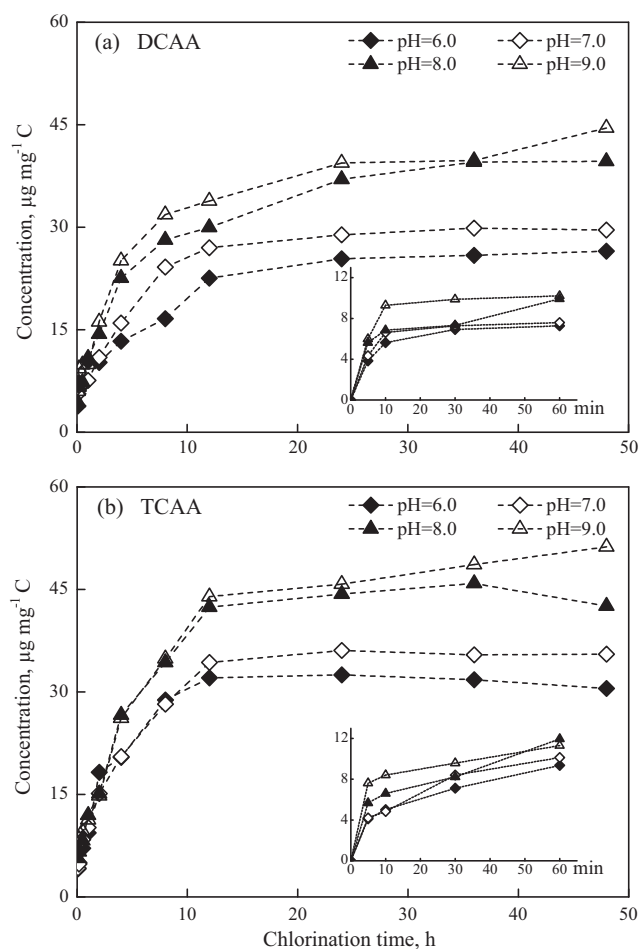 60
(a) DCAA
pH=6.0 pH=7.0
pH=8.0 pH=9.0
45
30
15
0
Concentration, μg mg⁻¹ C
12
8
4
0
0 10 20 30 40 50 60 min
0 10 20 30 40 50
60
(b) TCAA
pH=6.0 pH=7.0
pH=8.0 pH=9.0
45
30
15
0
Concentration, μg mg⁻¹ C
12
8
4
0
0 10 20 30 40 50 60 min
0 10 20 30 40 50
Chlorination time, h